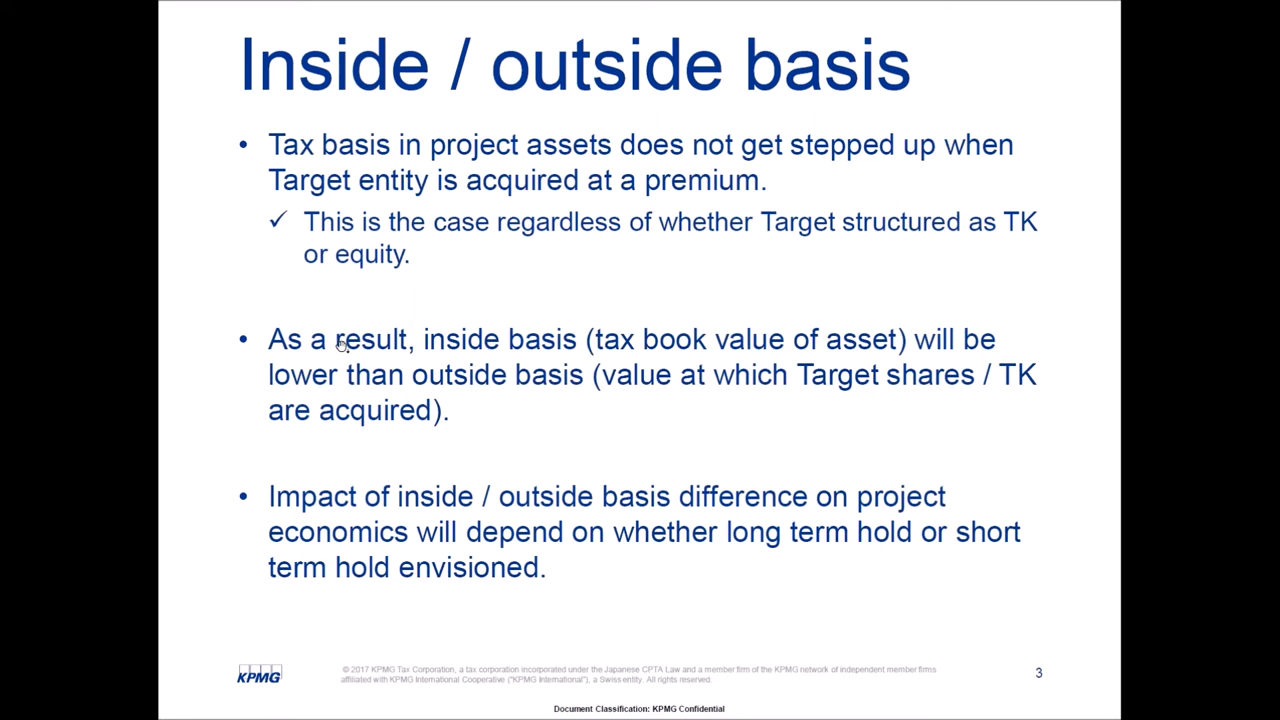 Inside / outside basis
• Tax basis in project assets does not get stepped up when
Target entity is acquired at a premium.
✓ This is the case regardless of whether Target structured as TK
or equity.
• As a result, inside basis (tax book value of asset) will be
lower than outside basis (value at which Target shares / TK
are acquired).
• Impact of inside / outside basis difference on project
economics will depend on whether long term hold or short
term hold envisioned.
KPMG
© 2017 KPMG Tax Corporation, a tax corporation incorporated under the Japanese CPTA Law and a member firm of the KPMG network of independent member firms
affiliated with KPMG International Cooperative ("KPMG International"), a Swiss entity. All rights reserved.
3
Document Classification: KPMG Confidential